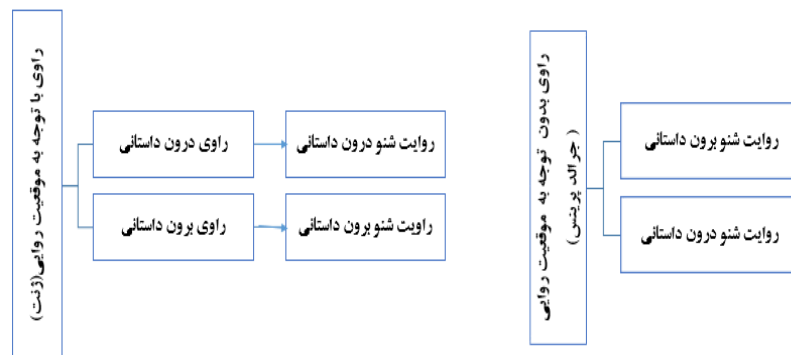 راوی بدون توجه به موقعیت روایی
( جرالد پرینس)
روایت شنو برون داستانی
روایت شنو درون داستانی
راوی با توجه به موقعیت روایی(ژنت)
راوی درون داستانی
روایت شنو درون داستانی
راوی برون داستانی
راویت شنو برون داستانی